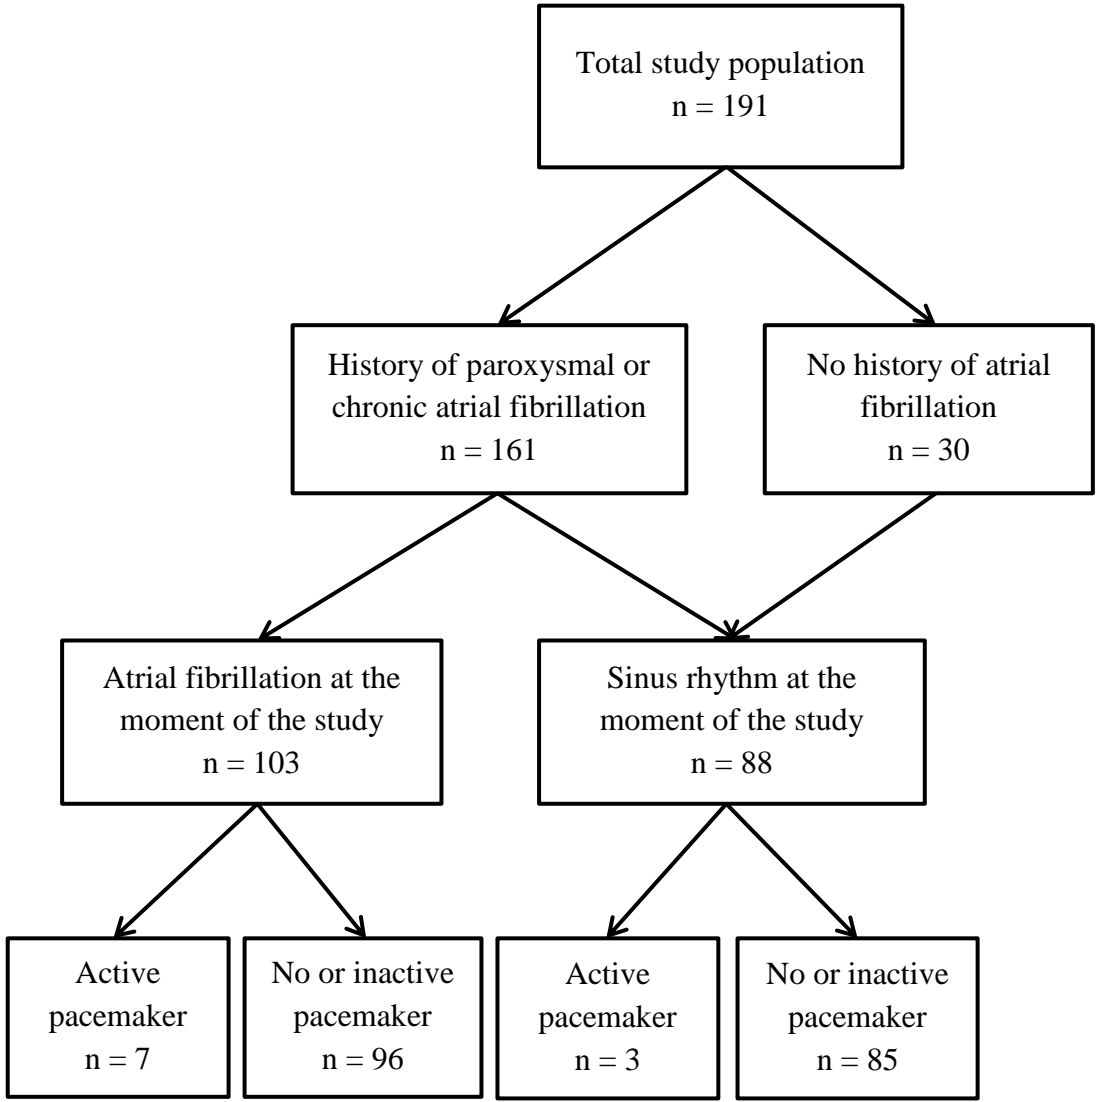 Total study population
n = 191
History of paroxysmal or
chronic atrial fibrillation
n = 161
No history of atrial
fibrillation
n = 30
Atrial fibrillation at the
moment of the study
n = 103
Sinus rhythm at the
moment of the study
n = 88
Active
pacemaker
n = 7
No or inactive
pacemaker
n = 96
Active
pacemaker
n = 3
No or inactive
pacemaker
n = 85